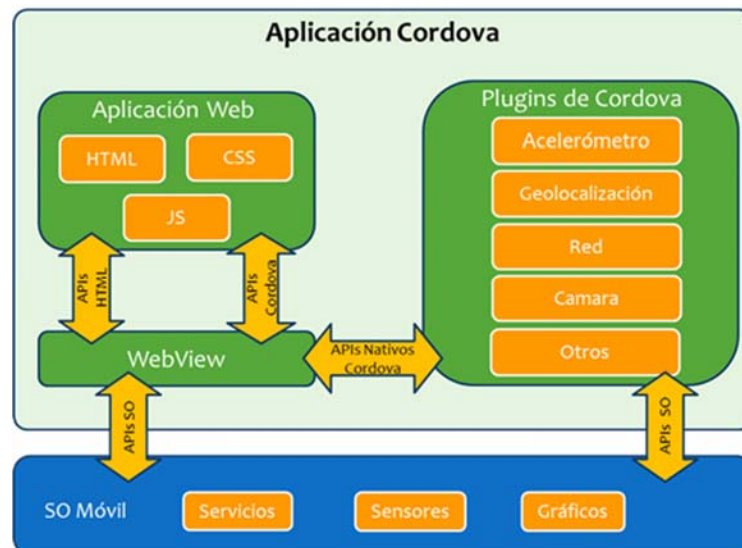 Aplicación Cordova
Aplicación Web
HTML
CSS
JS
Plugins de Cordova
Acelerómetro
Geolocalización
Red
Camara
Otros
APIs
HTML
APIs
Cordova
WebView
APIs Nativos
Cordova
APIs SO
APIs SO
SO Móvil
Servicios
Sensores
Gráficos